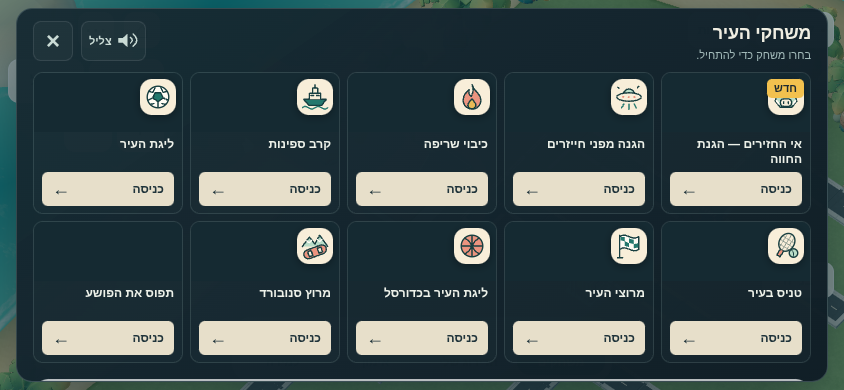 משחקי העיר
בחרו משחק כדי להתחיל.
צליל
חדש
אי החזירים — הגנת
החווה
כניסה
הגנה מפני חייזרים
כניסה
כיבוי שריפה
כניסה
קרב ספינות
כניסה
ליגת העיר
כניסה
טניס בעיר
כניסה
מרוצי העיר
כניסה
ליגת העיר בכדורסל
כניסה
מרוץ סנובורד
כניסה
תפוס את הפושע
כניסה